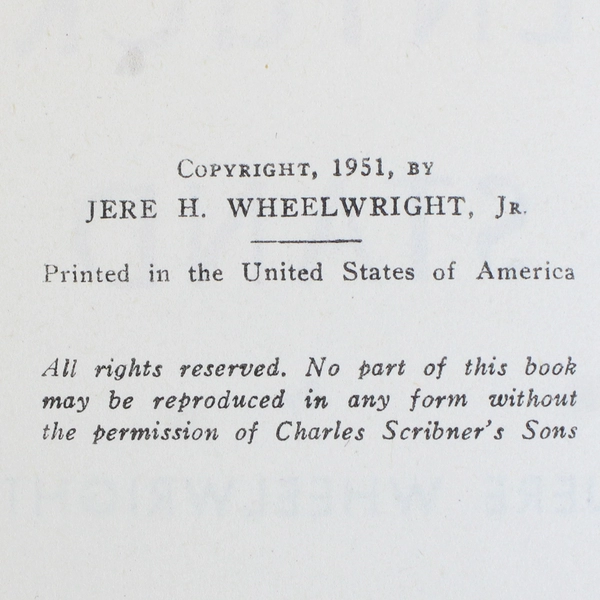 COPYRIGHT, 1951, BY
JERE H. WHEELWRIGHT, JR.
Printed in the United States of America
All rights reserved. No part of this book
may be reproduced in any form without
the permission of Charles Scribner's Sons